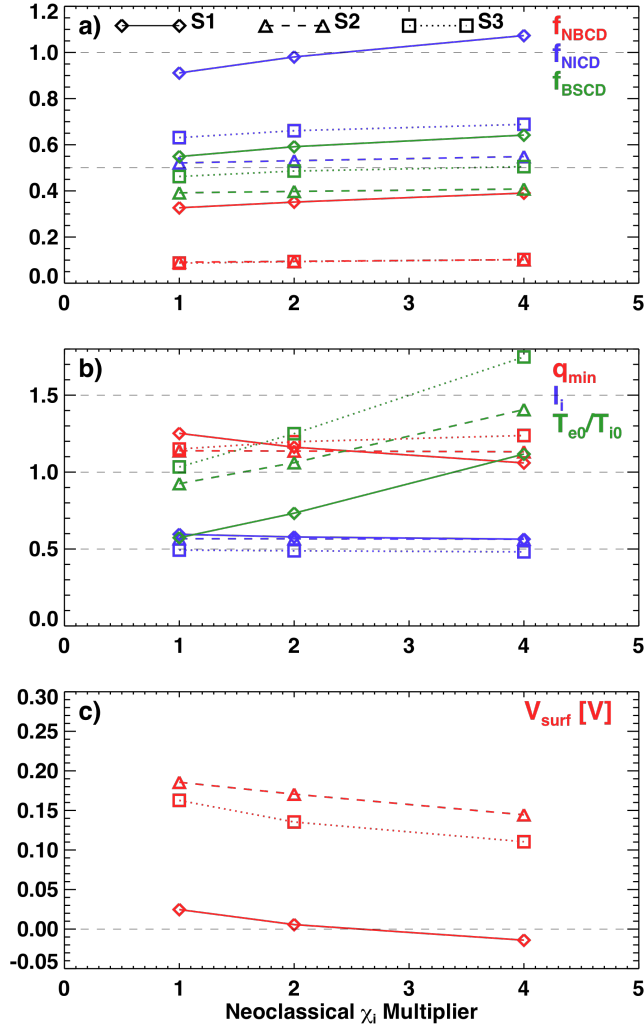 a) S1 S2 S3 f_NBCD
f_NICD
f_BSCD
1.2
1.0
0.8
0.6
0.4
0.2
0.0
0 1 2 3 4 5
b) q_min
l_i
T_e0/T_i0
1.5
1.0
0.5
0.0
0 1 2 3 4 5
c) V_surf [V]
0.30
0.25
0.20
0.15
0.10
0.05
0.00
-0.05
0 1 2 3 4 5
Neoclassical χ_i Multiplier